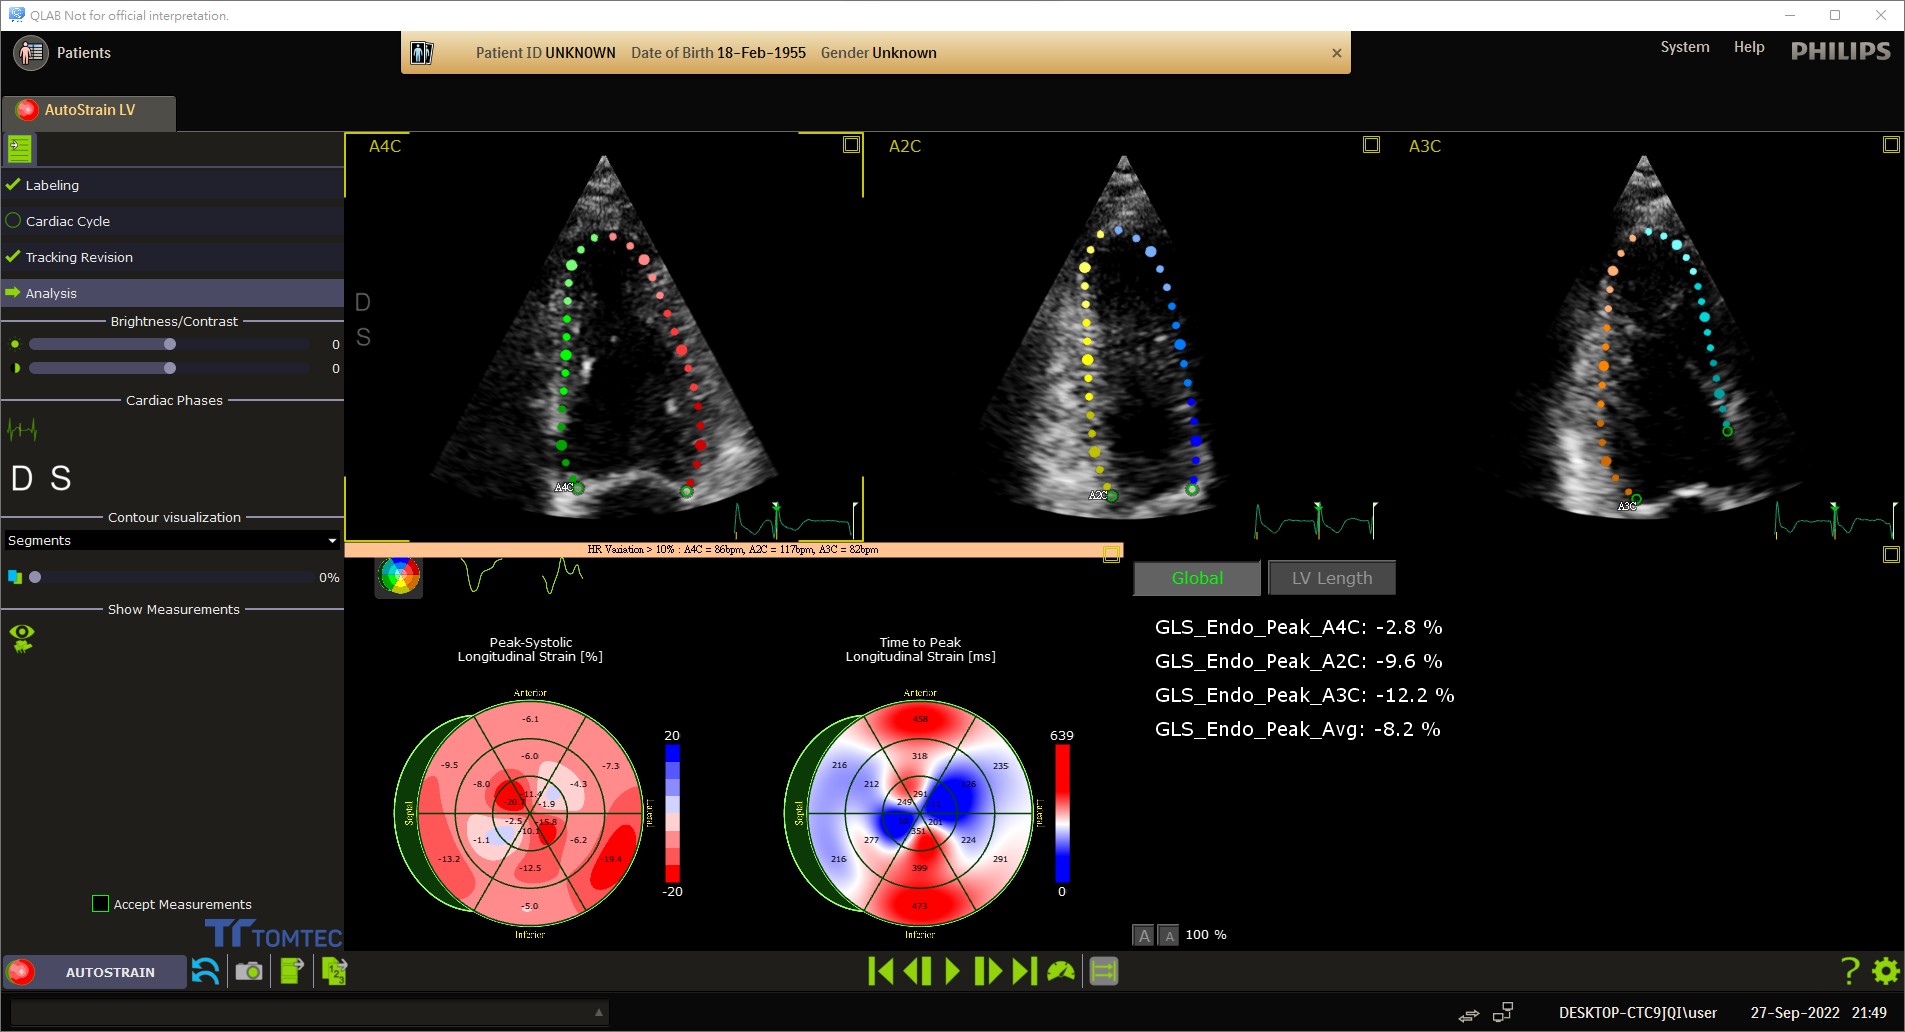 QLAB Not for official interpretation.
Patients
Patient ID UNKNOWN Date of Birth 18-Feb-1955 Gender Unknown
System Help PHILIPS
AutoStrain LV
Labeling
Cardiac Cycle
Tracking Revision
Analysis
Brightness/Contrast
0
0
Cardiac Phases
D S
Contour visualization
Segments
0%
Show Measurements
Accept Measurements
TOMTEC
A4C
D
S
A4C
A2C
A2C
A3C
A3C
HR Variation > 10% : A4C = 86bpm, A2C = 117bpm, A3C = 82bpm
Peak-Systolic
Longitudinal Strain [%]
Anterior
-6.1
-9.5 -6.0 -7.3
-8.0 -11.4 -4.3
-20.7 -1.9
Septal Lateral
-2.5 -15.8
-1.1 -10.1 -6.2
-13.2 -12.5 -19.4
-5.0
Inferior
20
-20
Time to Peak
Longitudinal Strain [ms]
Anterior
458
216 318 235
212 291 126
249
Septal Lateral
201
277 351 224
216 399 291
473
Inferior
639
0
Global LV Length
GLS_Endo_Peak_A4C: -2.8 %
GLS_Endo_Peak_A2C: -9.6 %
GLS_Endo_Peak_A3C: -12.2 %
GLS_Endo_Peak_Avg: -8.2 %
A A 100 %
AUTOSTRAIN
DESKTOP-CTC9JQI\user 27-Sep-2022 21:49